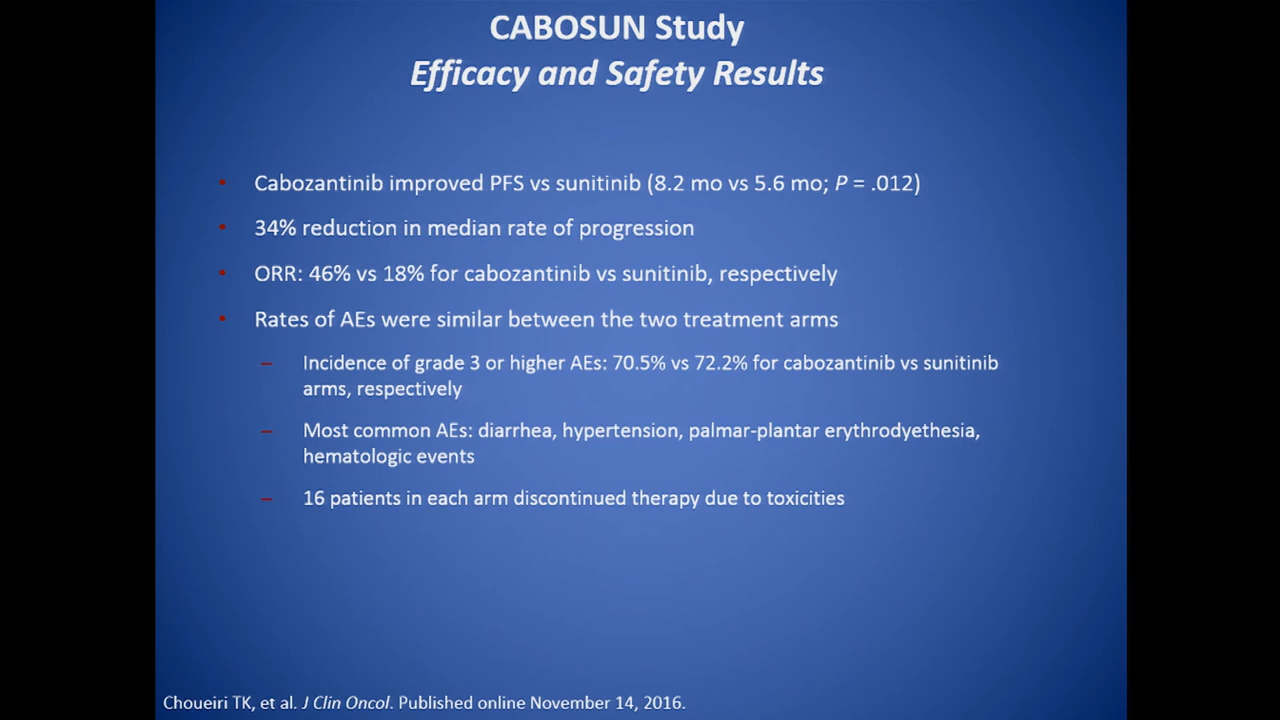 CABOSUN Study
Efficacy and Safety Results
• Cabozantinib improved PFS vs sunitinib (8.2 mo vs 5.6 mo; P = .012)
• 34% reduction in median rate of progression
• ORR: 46% vs 18% for cabozantinib vs sunitinib, respectively
• Rates of AEs were similar between the two treatment arms
– Incidence of grade 3 or higher AEs: 70.5% vs 72.2% for cabozantinib vs sunitinib
arms, respectively
– Most common AEs: diarrhea, hypertension, palmar-plantar erythrodyethesia,
hematologic events
– 16 patients in each arm discontinued therapy due to toxicities
Choueiri TK, et al. J Clin Oncol. Published online November 14, 2016.